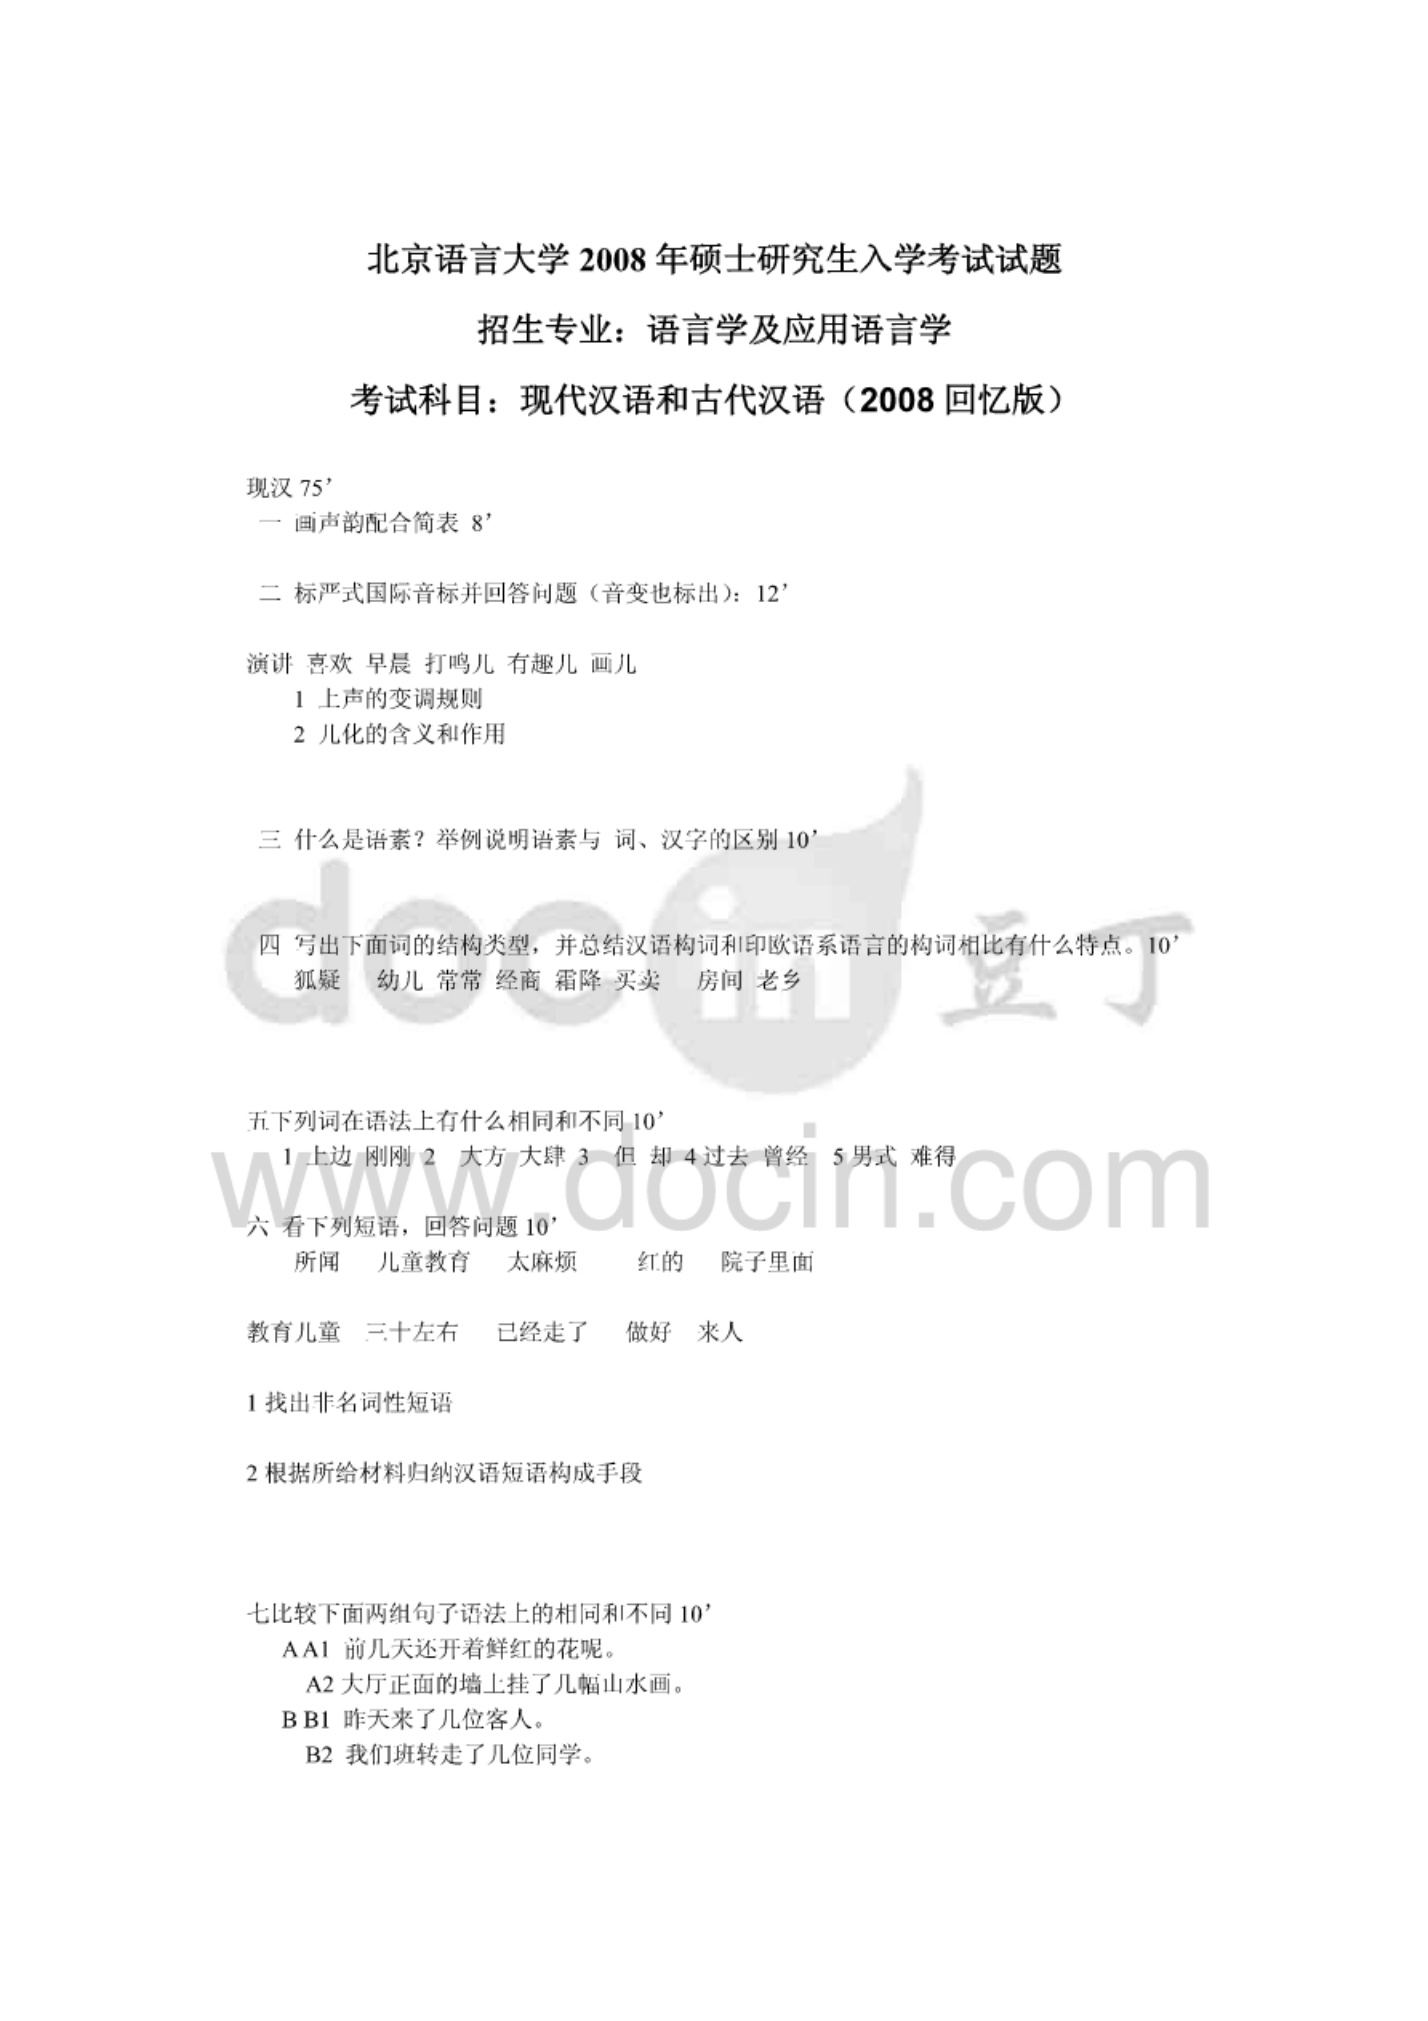 北京语言大学 2008 年硕士研究生入学考试试题
招生专业：语言学及应用语言学
考试科目：现代汉语和古代汉语（2008 回忆版）
现汉 75’
一 画声韵配合简表 8’
二 标严式国际音标并回答问题（音变也标出）：12’
演讲 喜欢 早晨 打鸣儿 有趣儿 画儿
1 上声的变调规则
2 儿化的含义和作用
三 什么是语素？举例说明语素与 词、汉字的区别 10’
四 写出下面词的结构类型，并总结汉语构词和印欧语系语言的构词相比有什么特点。10’
狐疑 幼儿 常常 经商 霜降 买卖 房间 老乡
docin 豆丁
五下列词在语法上有什么相同和不同 10’
1 上边 刚刚 2 大方 大肆 3 但 却 4 过去 曾经 5 男式 难得
www.docin.com
六 看下列短语，回答问题 10’
所闻 儿童教育 太麻烦 红的 院子里面
教育儿童 三十左右 已经走了 做好 来人
1 找出非名词性短语
2 根据所给材料归纳汉语短语构成手段
七比较下面两组句子语法上的相同和不同 10’
A A1 前几天还开着鲜红的花呢。
A2 大厅正面的墙上挂了几幅山水画。
B B1 昨天来了几位客人。
B2 我们班转走了几位同学。